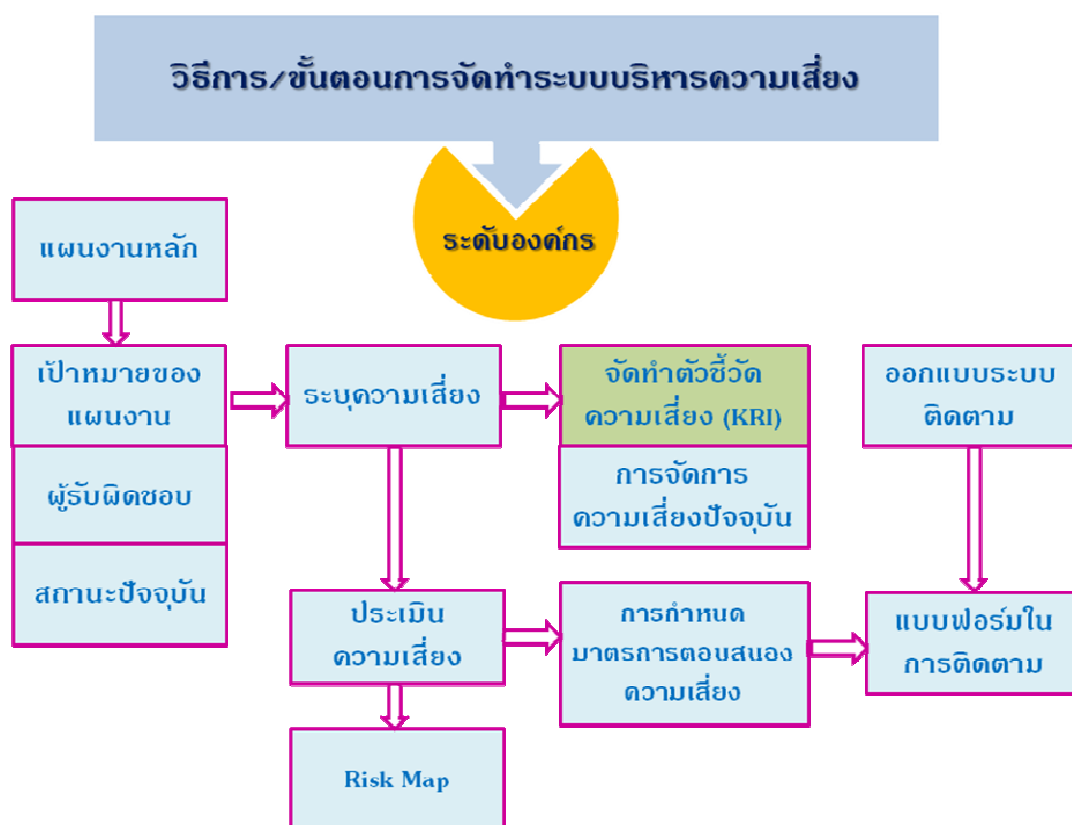 วิธีการ/ขั้นตอนการจัดทำระบบบริหารความเสี่ยง
ระดับองค์กร
แผนงานหลัก
เป้าหมายของ
แผนงาน
ผู้รับผิดชอบ
สถานะปัจจุบัน
ระบุความเสี่ยง
จัดทำตัวชี้วัด
ความเสี่ยง (KRI)
การจัดการ
ความเสี่ยงปัจจุบัน
ออกแบบระบบ
ติดตาม
ประเมิน
ความเสี่ยง
การกำหนด
มาตรการตอบสนอง
ความเสี่ยง
แบบฟอร์มใน
การติดตาม
Risk Map